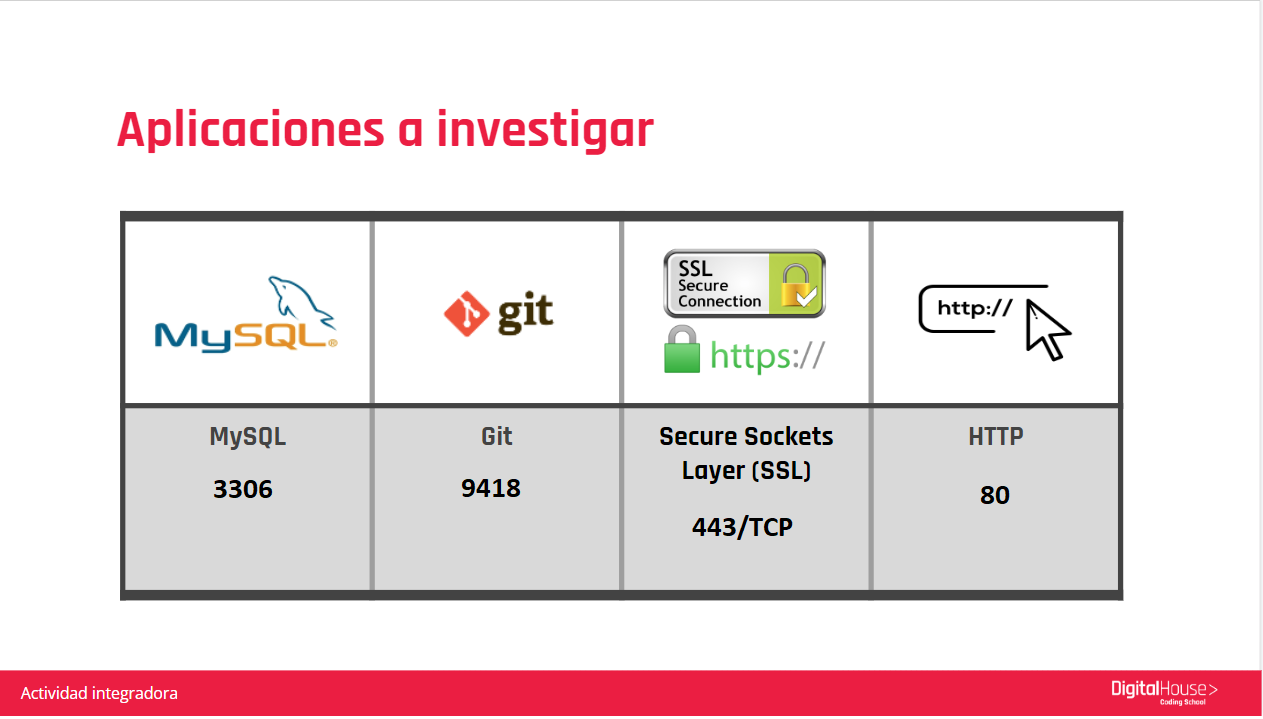 Aplicaciones a investigar
MySQL®
git
SSL
Secure
Connection
https://
http://
MySQL
3306
Git
9418
Secure Sockets
Layer (SSL)
443/TCP
HTTP
80
Actividad integradora
DigitalHouse>
Coding School